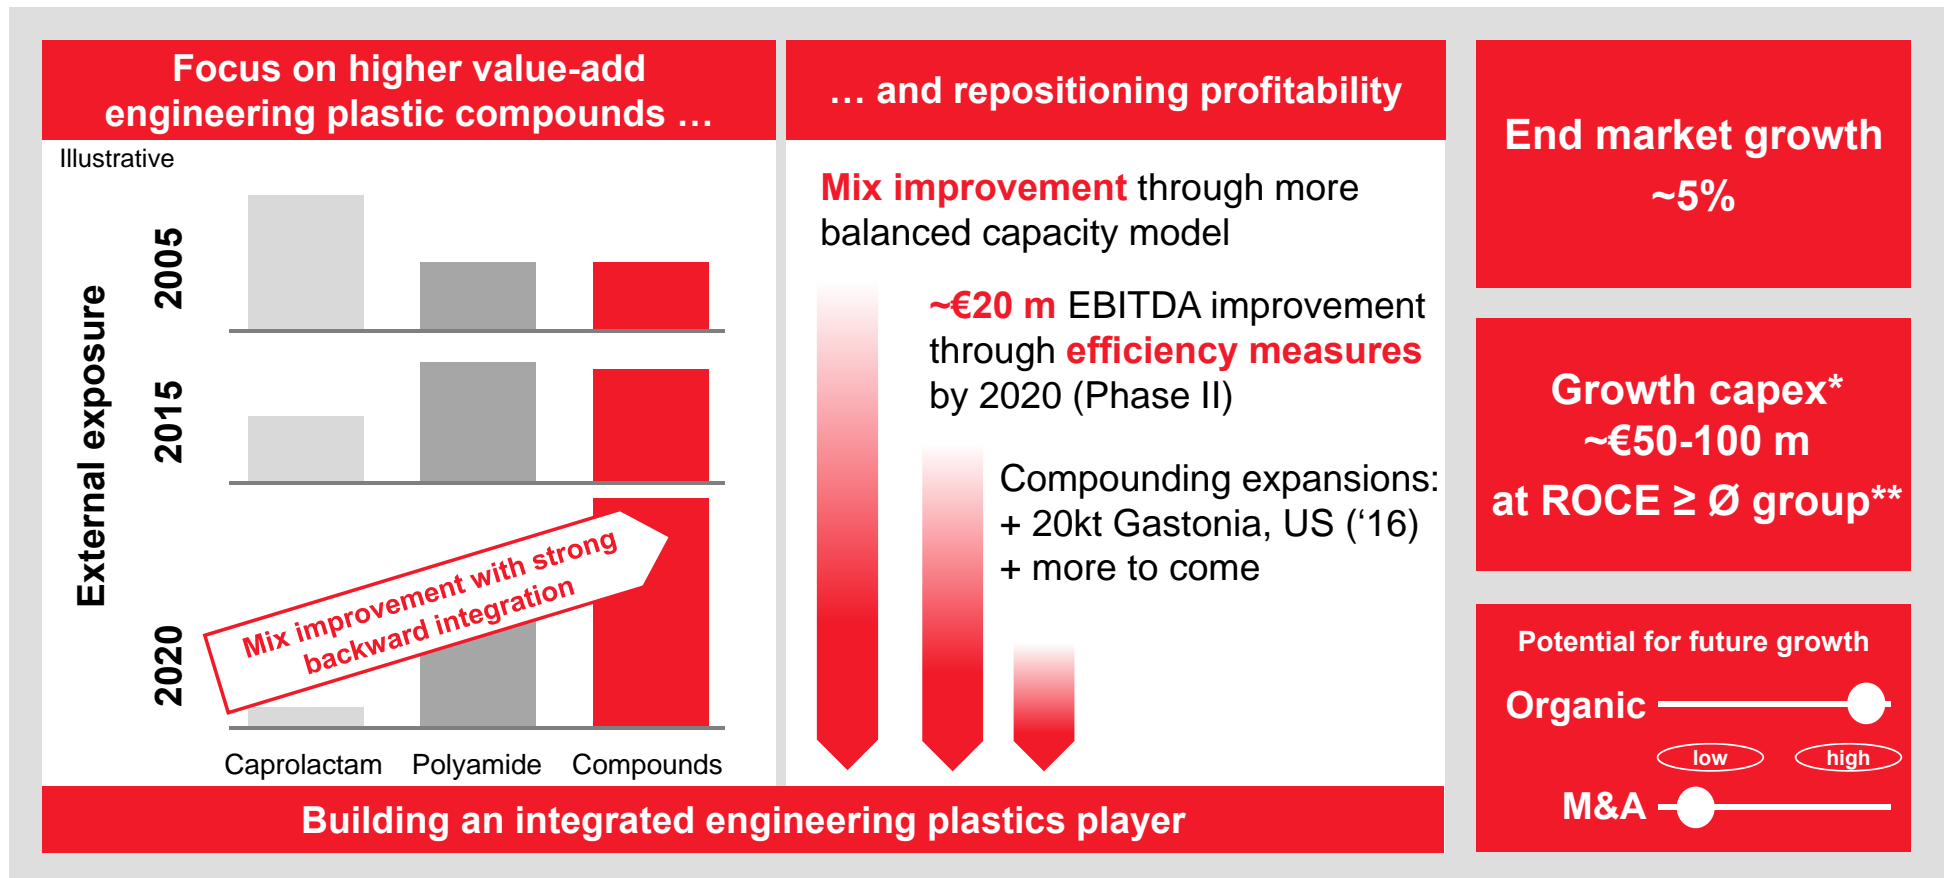 Focus on higher value-add
engineering plastic compounds …
Illustrative
External exposure
2005
2015
2020
Mix improvement with strong
backward integration
Caprolactam Polyamide Compounds
… and repositioning profitability
Mix improvement through more
balanced capacity model
~€20 m EBITDA improvement
through efficiency measures
by 2020 (Phase II)
Compounding expansions:
+ 20kt Gastonia, US (‘16)
+ more to come
Building an integrated engineering plastics player
End market growth
~5%
Growth capex*
~€50-100 m
at ROCE ≥ Ø group**
Potential for future growth
Organic
low high
M&A